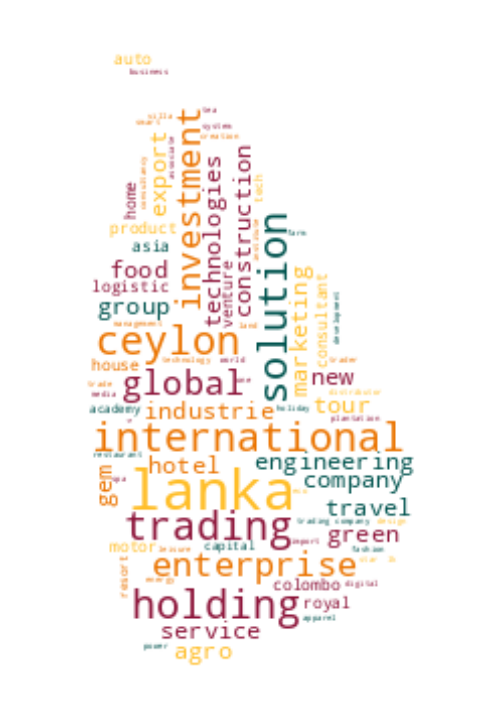 auto
business
tea
villa
smart
system
creation
investment
export
associate
technologies
construction
consultancy
home
tech
product
asia
institute
solution
farm
food
logistic
venture
marketing
consultant
development
group
management
land
ceylon
technology
world
trader
house
global
new
trade
media
distributor
academy
industrie
holiday
tour
plantation
international
restaurant
hotel
engineering
gem
spa
lanka
company
travel
trading
trading company
design
green
motor
leisure
capital
import
fashion
resort
enterprise
star
energy
colombo
digital
holding
royal
apparel
service
power
agro